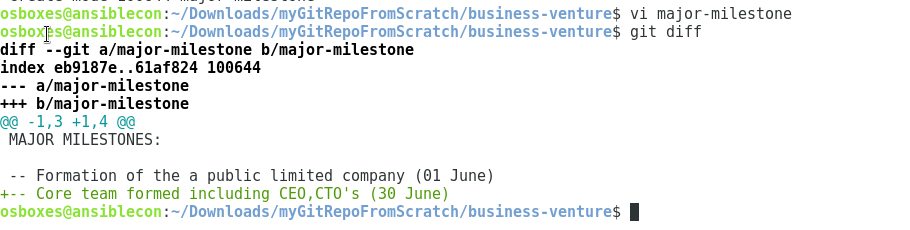 osboxes@ansiblecon:~/Downloads/myGitRepoFromScratch/business-venture$ vi major-milestone
osboxes@ansiblecon:~/Downloads/myGitRepoFromScratch/business-venture$ git diff
diff --git a/major-milestone b/major-milestone
index eb9187e..61af824 100644
--- a/major-milestone
+++ b/major-milestone
@@ -1,3 +1,4 @@
 MAJOR MILESTONES:
 -- Formation of the a public limited company (01 June)
+-- Core team formed including CEO,CTO's (30 June)
osboxes@ansiblecon:~/Downloads/myGitRepoFromScratch/business-venture$